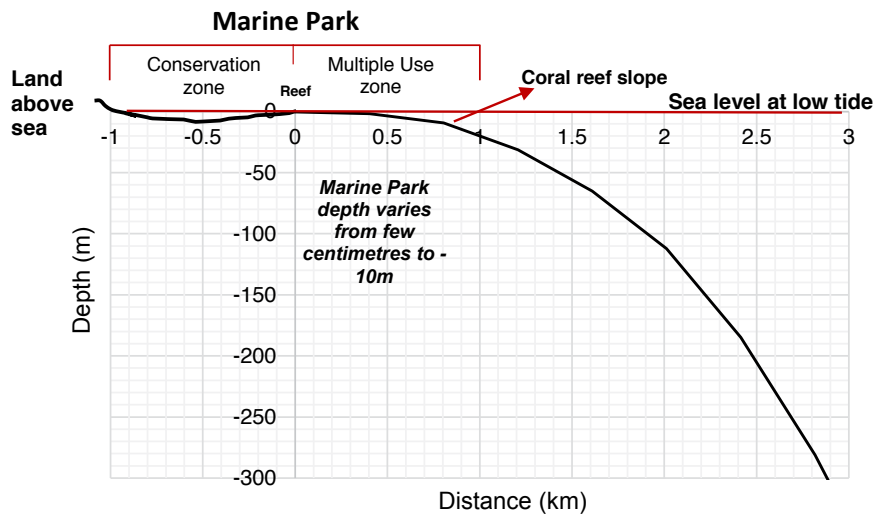 Marine Park
Conservation
zone
Multiple Use
zone
Land
above
sea
Reef
Coral reef slope
Sea level at low tide
0
-1
-0.5
0
0.5
1
1.5
2
2.5
3
-50
-100
-150
-200
-250
-300
Marine Park
depth varies
from few
centimetres to -
10m
Depth (m)
Distance (km)